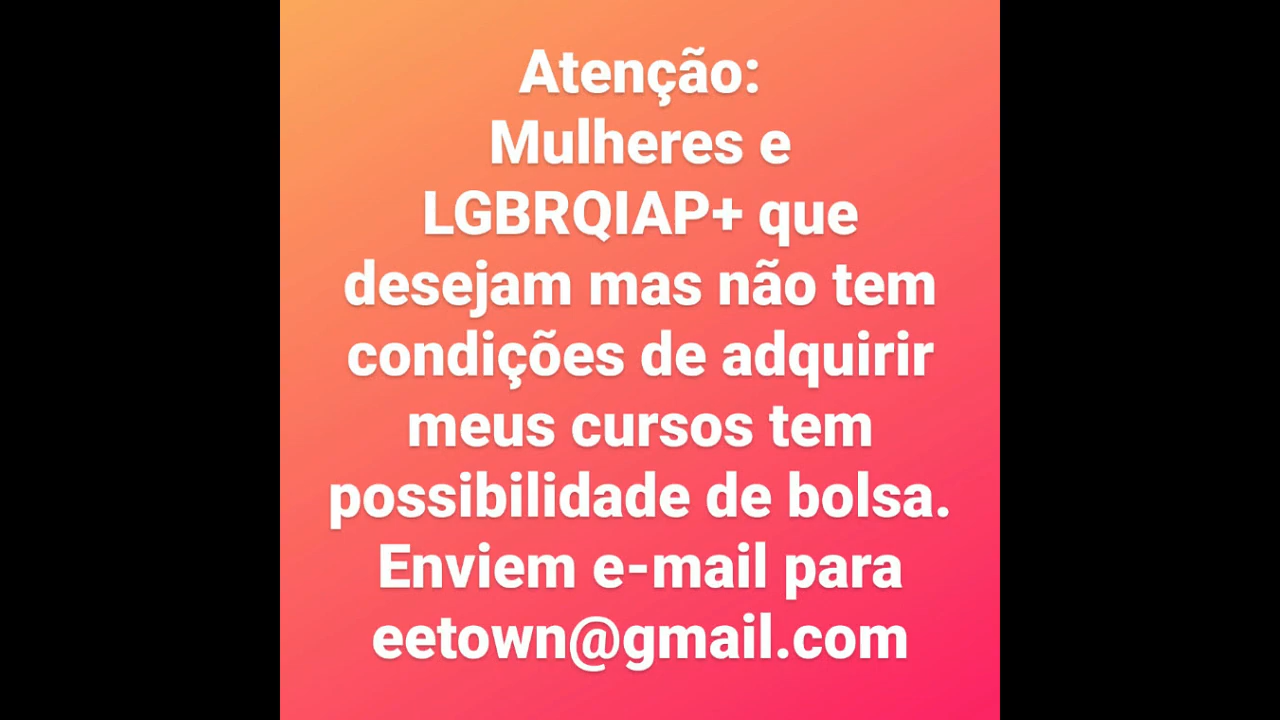 Atenção:
Mulheres e
LGBRQIAP+ que
desejam mas não tem
condições de adquirir
meus cursos tem
possibilidade de bolsa.
Enviem e-mail para
eetown@gmail.com